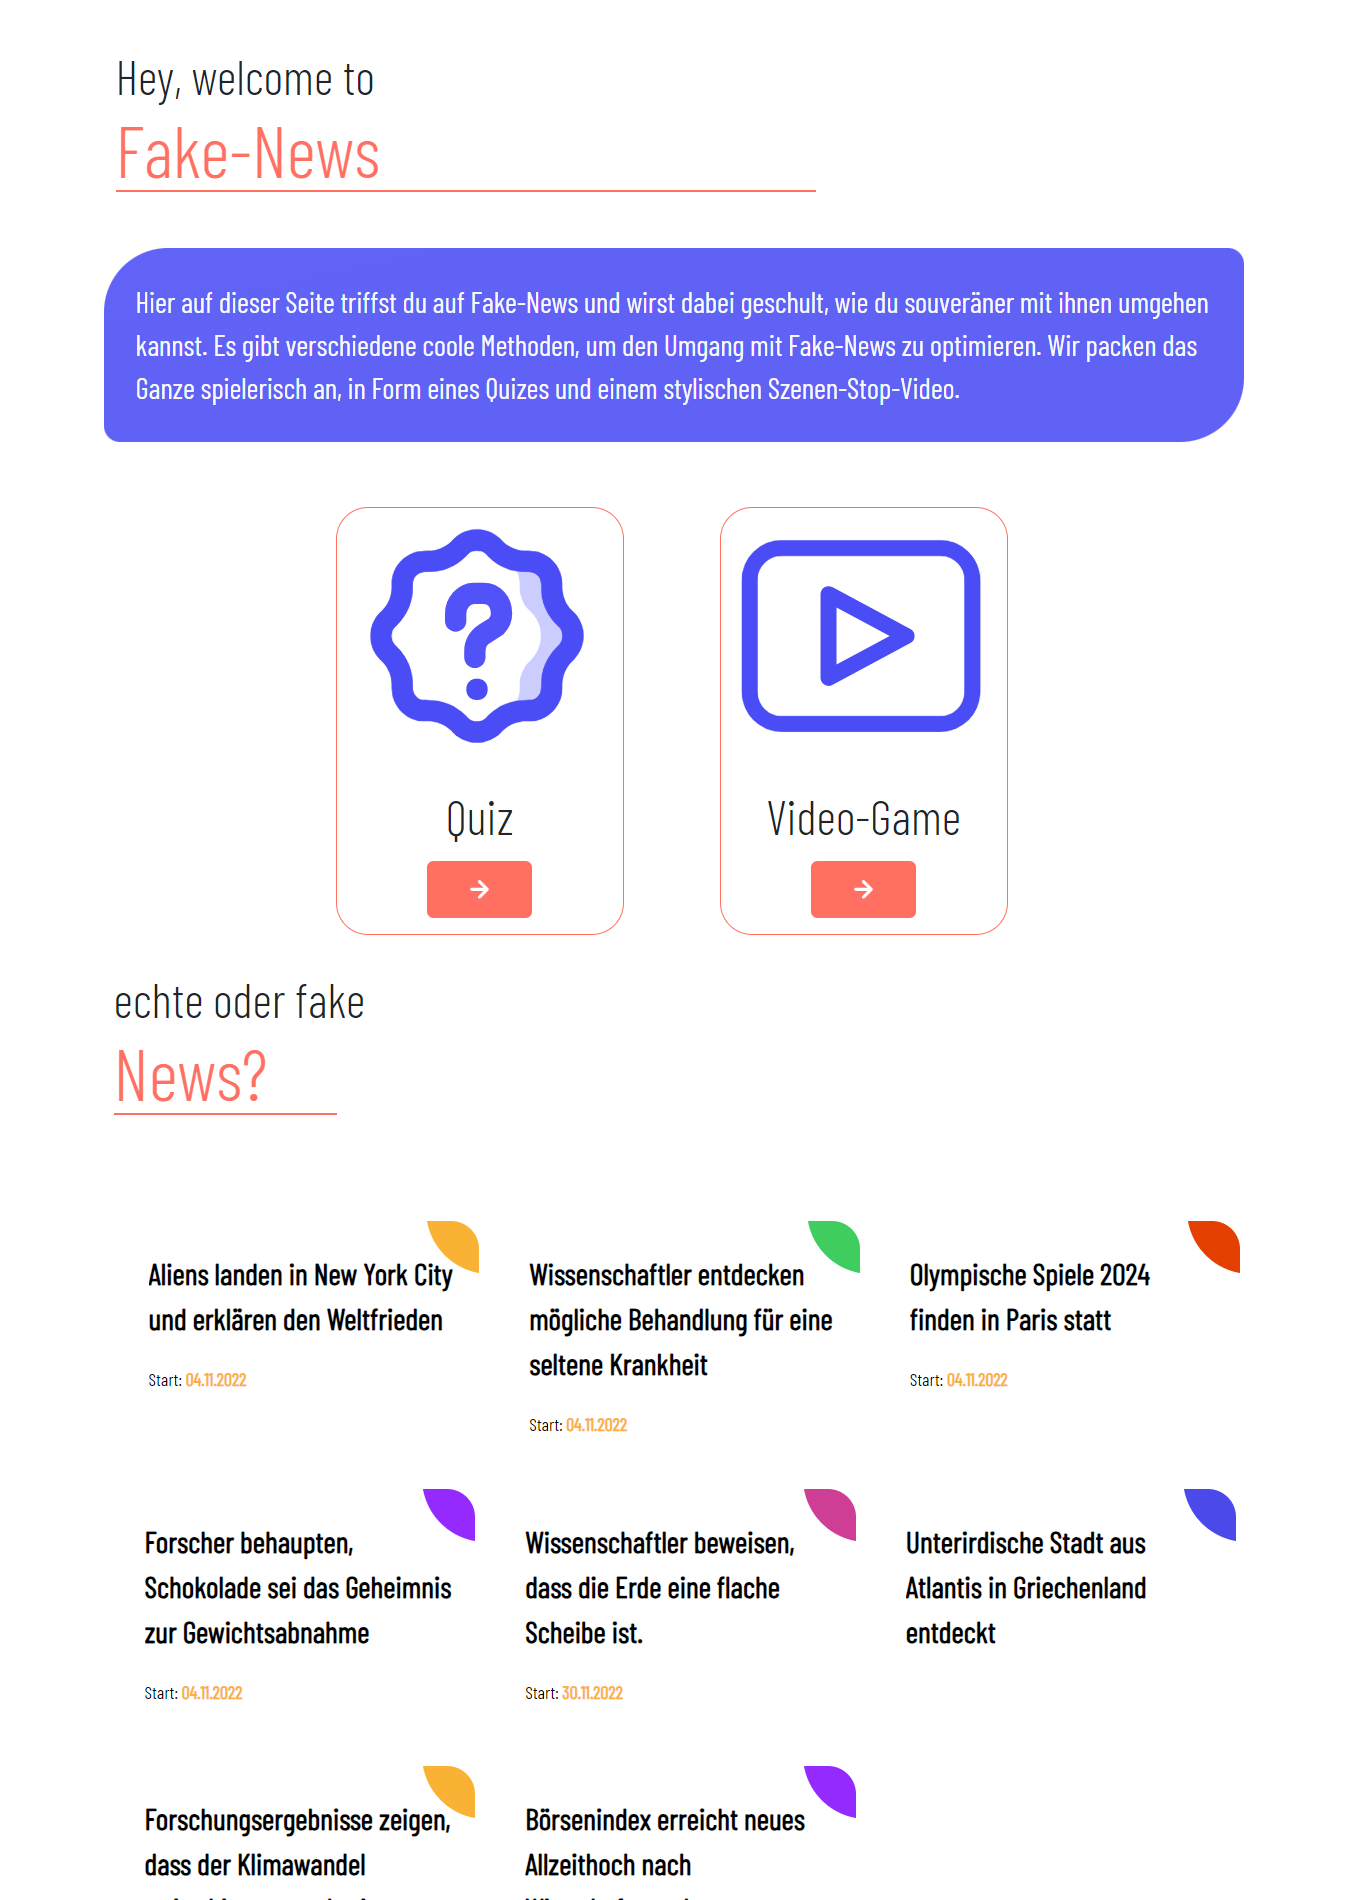 Hey, welcome to
Fake-News
Hier auf dieser Seite triffst du auf Fake-News und wirst dabei geschult, wie du souveräner mit ihnen umgehen
kannst. Es gibt verschiedene coole Methoden, um den Umgang mit Fake-News zu optimieren. Wir packen das
Ganze spielerisch an, in Form eines Quizes und einem stylischen Szenen-Stop-Video.
Quiz
Video-Game
echte oder fake
News?
Aliens landen in New York City
und erklären den Weltfrieden
Start: 04.11.2022
Wissenschaftler entdecken
mögliche Behandlung für eine
seltene Krankheit
Start: 04.11.2022
Olympische Spiele 2024
finden in Paris statt
Start: 04.11.2022
Forscher behaupten,
Schokolade sei das Geheimnis
zur Gewichtsabnahme
Start: 04.11.2022
Wissenschaftler beweisen,
dass die Erde eine flache
Scheibe ist.
Start: 30.11.2022
Unterirdische Stadt aus
Atlantis in Griechenland
entdeckt
Forschungsergebnisse zeigen,
dass der Klimawandel
Börsenindex erreicht neues
Allzeithoch nach